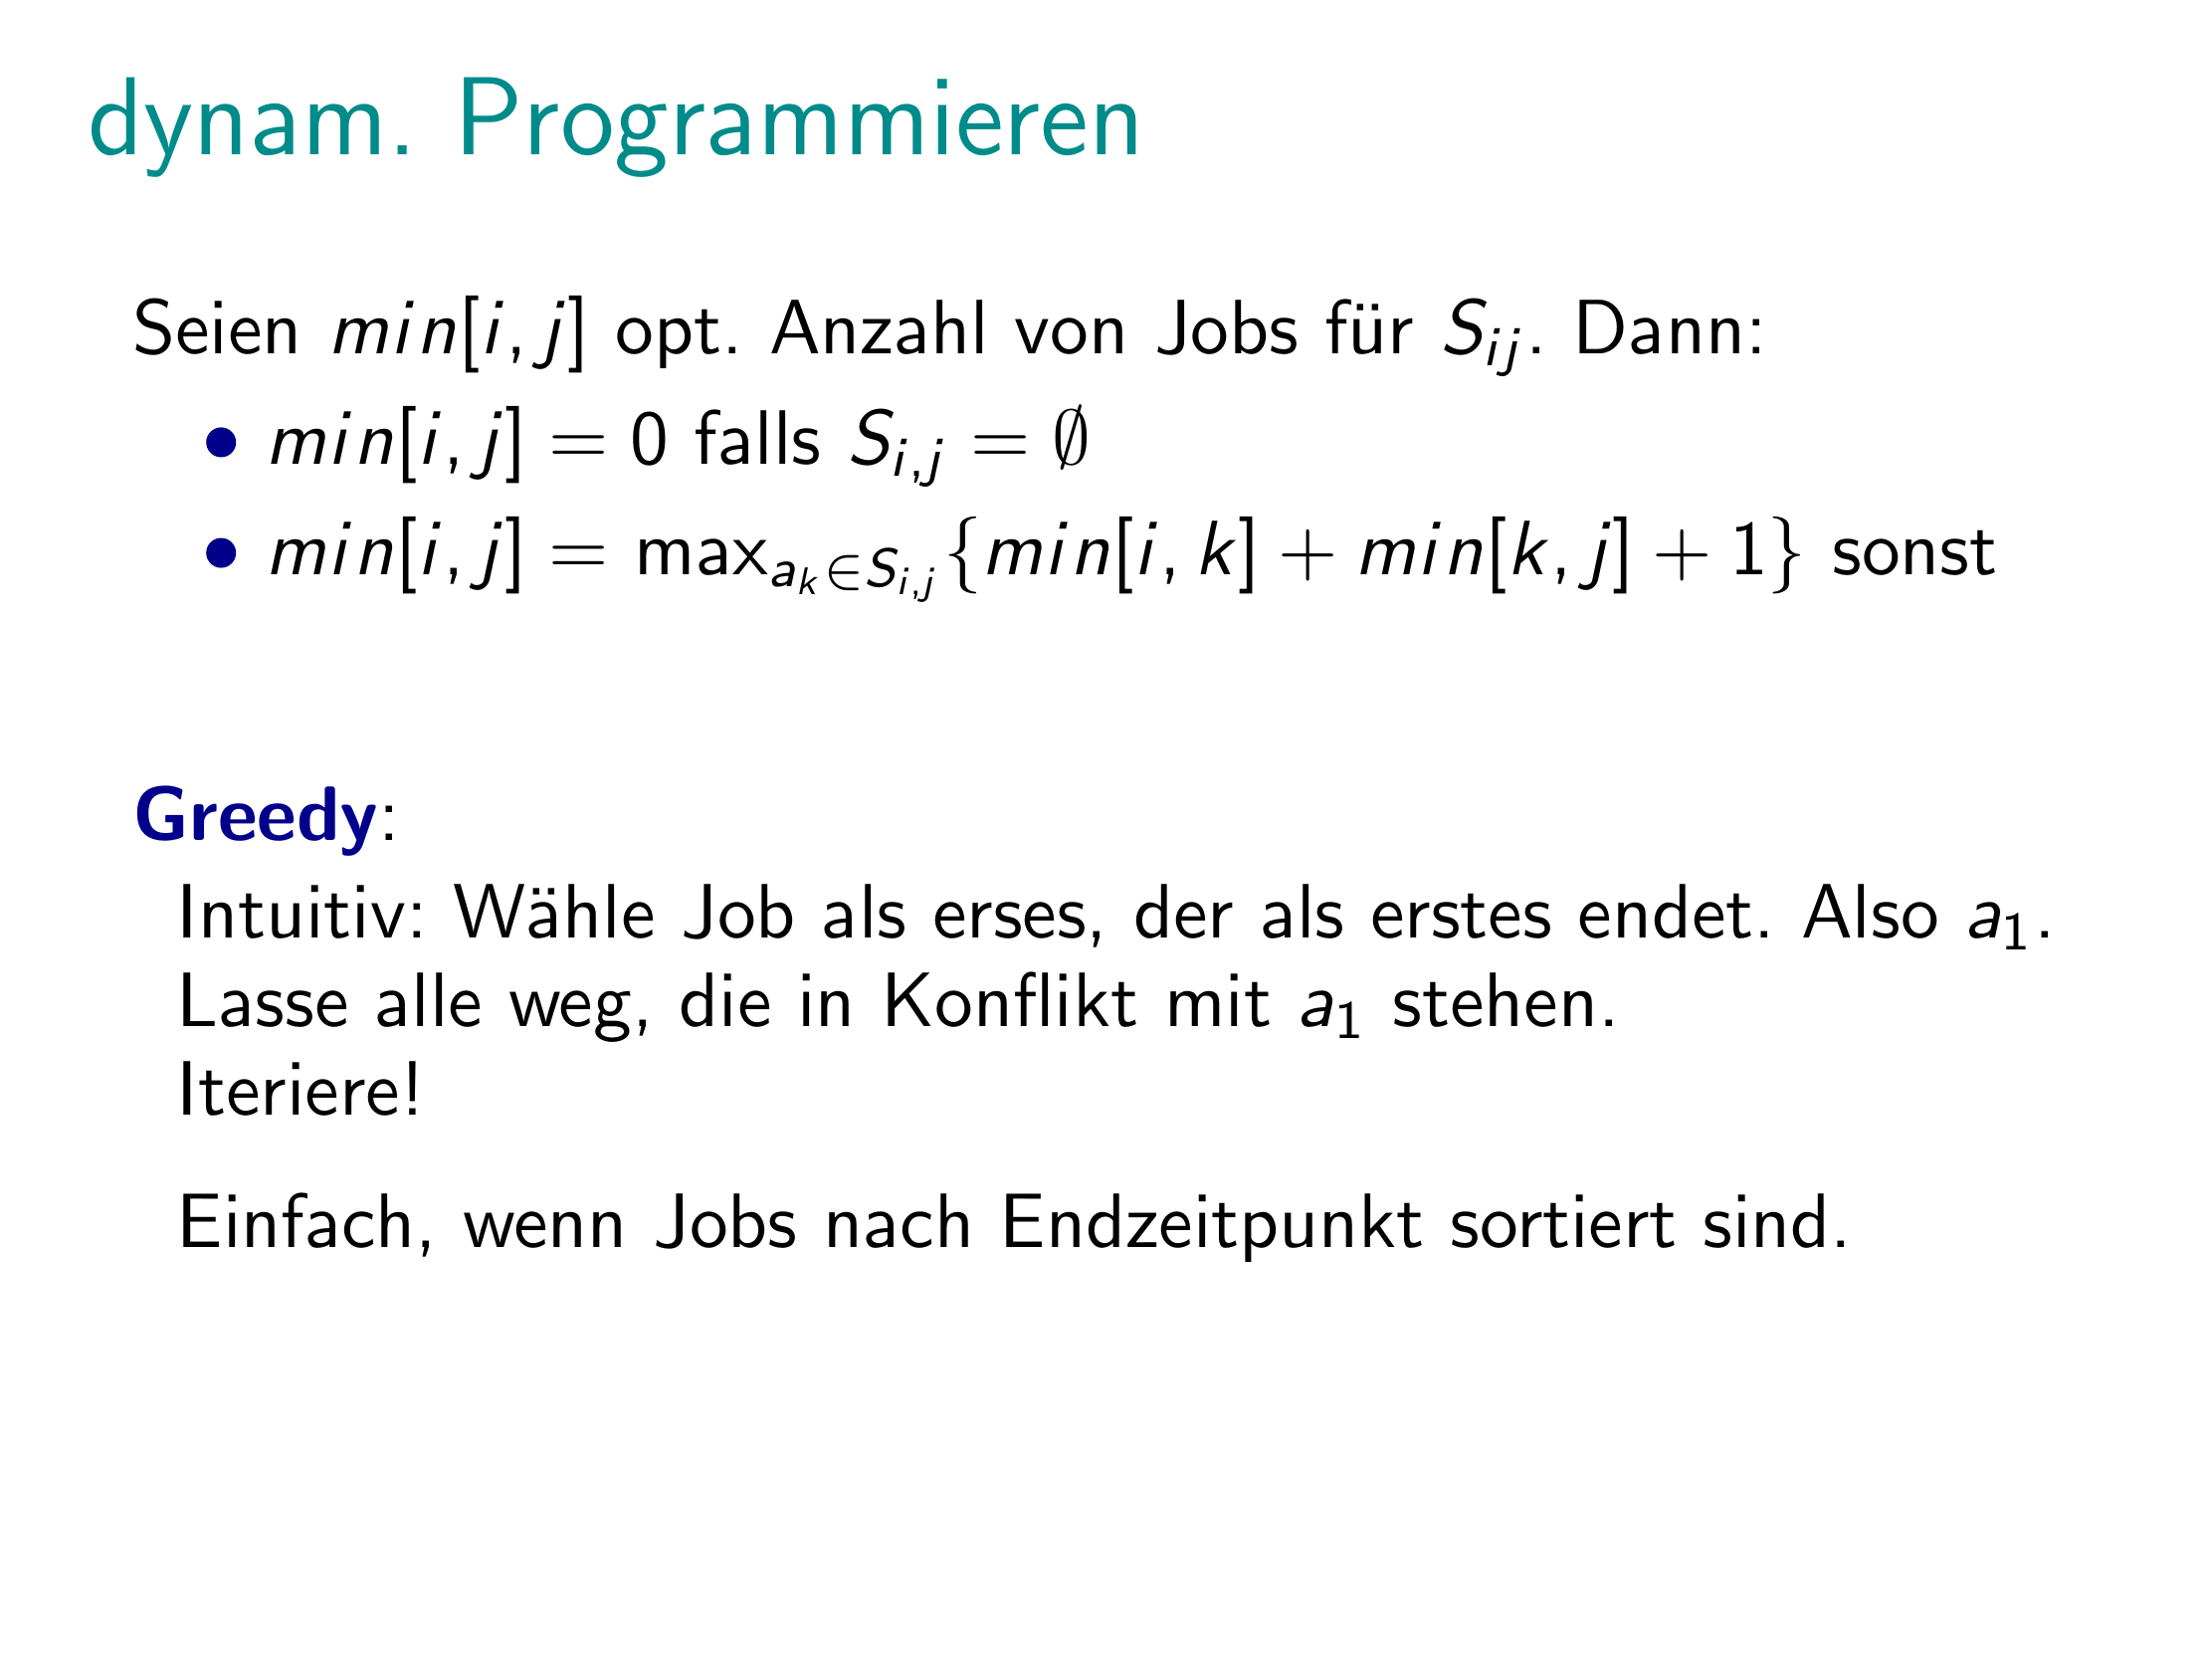 dynam. Programmieren
Seien min[i, j] opt. Anzahl von Jobs für S_{ij}. Dann:
• min[i, j] = 0 falls S_{i,j} = ∅
• min[i, j] = max_{a_k∈S_{i,j}}{min[i, k] + min[k, j] + 1} sonst
Greedy:
Intuitiv: Wähle Job als erses, der als erstes endet. Also a_1.
Lasse alle weg, die in Konflikt mit a_1 stehen.
Iteriere!
Einfach, wenn Jobs nach Endzeitpunkt sortiert sind.